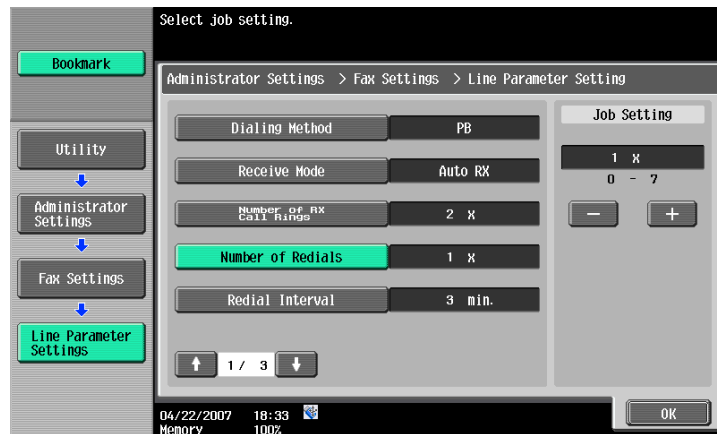 Select job setting.
Bookmark
Administrator Settings > Fax Settings > Line Parameter Setting
Utility
Administrator
Settings
Fax Settings
Line Parameter
Settings
Dialing Method PB
Receive Mode Auto RX
Number of RX
Call Rings 2 X
Number of Redials 1 X
Redial Interval 3 min.
1/ 3
Job Setting
1 X
0 - 7
− +
04/22/2007 18:33
Memory 100%
OK